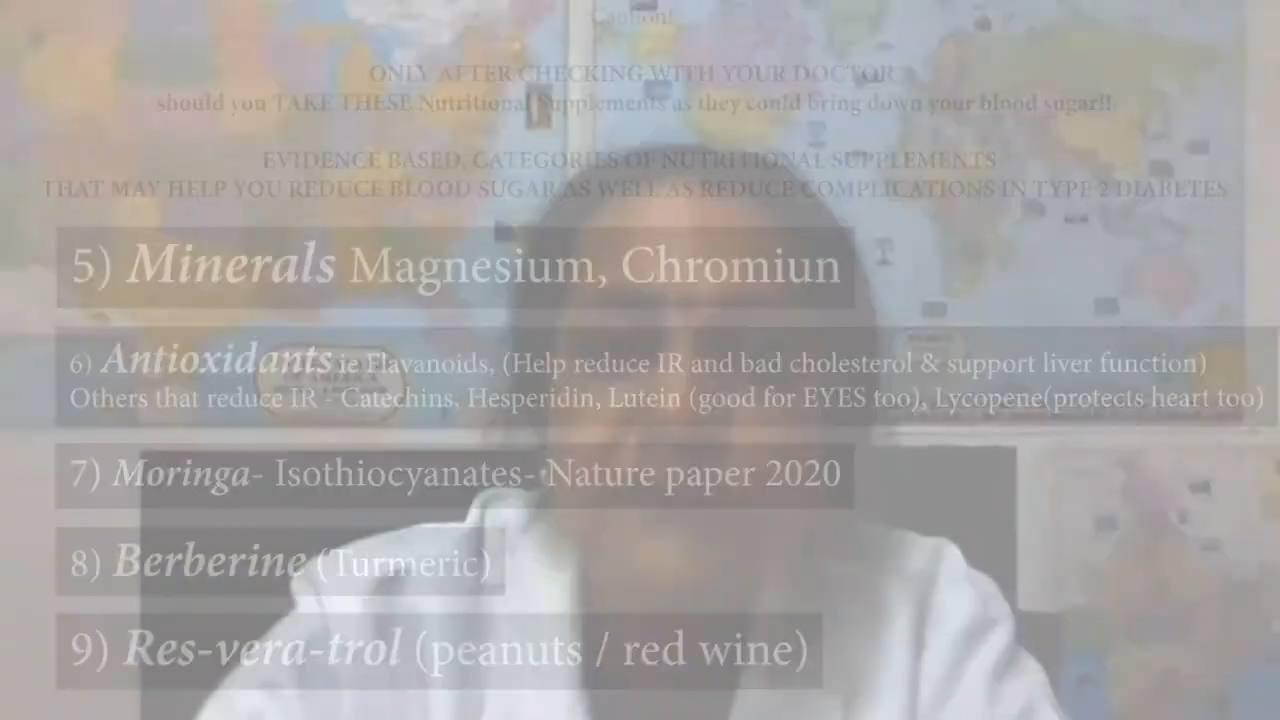 Caution!
ONLY AFTER CHECKING WITH YOUR DOCTOR
should you TAKE THESE Nutritional Supplements as they could bring down your blood sugar!!
EVIDENCE BASED, CATEGORIES OF NUTRITIONAL SUPPLEMENTS
THAT MAY HELP YOU REDUCE BLOOD SUGAR AS WELL AS REDUCE COMPLICATIONS IN TYPE 2 DIABETES
5) Minerals Magnesium, Chromiun
6) Antioxidants ie Flavanoids, (Help reduce IR and bad cholesterol & support liver function)
Others that reduce IR - Catechins, Hesperidin, Lutein (good for EYES too), Lycopene(protects heart too)
7) Moringa- Isothiocyanates- Nature paper 2020
8) Berberine (Turmeric)
9) Res-vera-trol (peanuts / red wine)